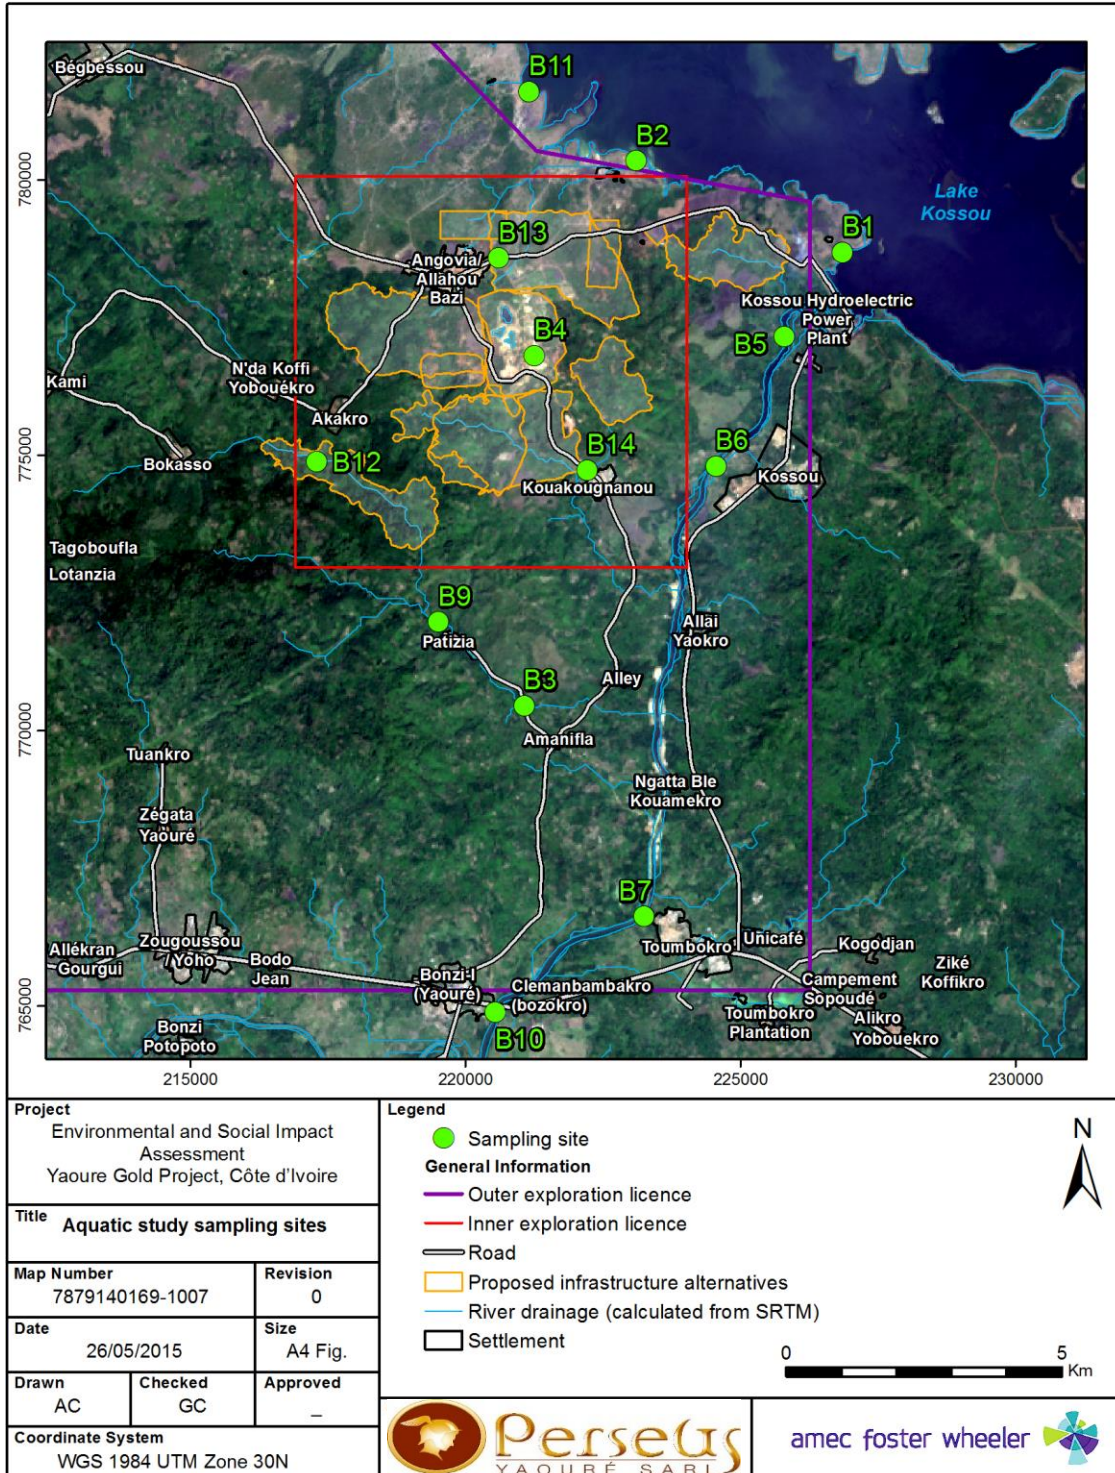 Bégbessou
B11
B2
Lake
Kossou
B1
B13
Angovia/
Allahou
Bazi
Kossou Hydroelectric
Power
Plant
B4
B5
N'da Koffi
Yobouékro
Kami
Akakro
B12
Bokasso
B14
Kouakougnanou
B6
Kossou
Tagoboufla
Lotanzia
B9
Patizia
Allaï
Yaokro
B3
Alley
Amanifla
Tuankro
Ngatta Ble
Kouamekro
Zégata
Yaouré
B7
Toumbokro
Unicafé
Kogodjan
Allékran
Gourgui
Zougoussou
Yoho
Bodo
Jean
Bonzi-I
(Yaouré)
Clemanbambakro
(bozokro)
Ziké
Koffikro
Campement
Sopoudé
Toumbokro
Plantation
Alikro
Yobouekro
Bonzi
Potopoto
B10
780000
775000
770000
765000
215000
220000
225000
230000
Project
Environmental and Social Impact
Assessment
Yaoure Gold Project, Côte d'Ivoire
Title Aquatic study sampling sites
Map Number
7879140169-1007
Revision
0
Date
26/05/2015
Size
A4 Fig.
Drawn
AC
Checked
GC
Approved
_
Coordinate System
WGS 1984 UTM Zone 30N
Legend
Sampling site
General Information
Outer exploration licence
Inner exploration licence
Road
Proposed infrastructure alternatives
River drainage (calculated from SRTM)
Settlement
N
0 5
Km
Perseus
YAOURÉ SARL
amec foster wheeler